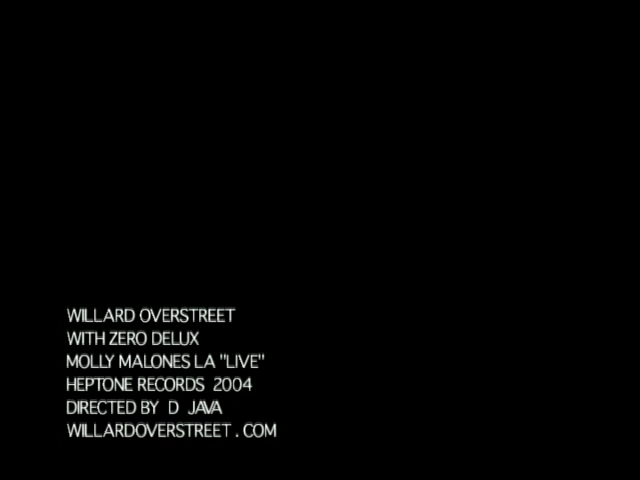 WILLARD OVERSTREET
WITH ZERO DELUX
MOLLY MALONES LA "LIVE"
HEPTONE RECORDS 2004
DIRECTED BY D JAVA
WILLARDOVERSTREET . COM